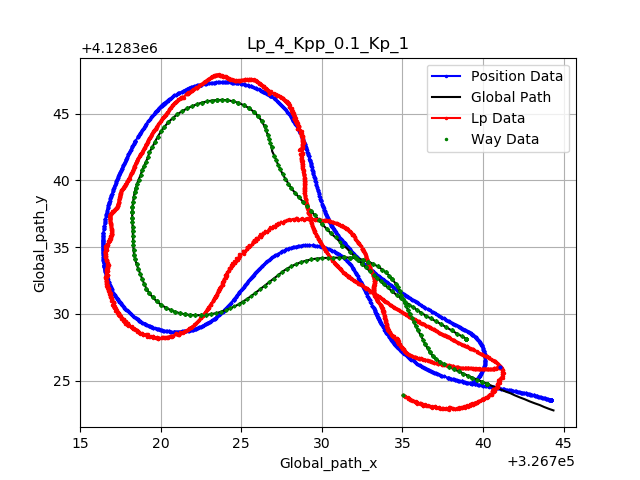 Lp_4_Kpp_0.1_Kp_1
+4.1283e6
Position Data
Global Path
Lp Data
Way Data
45
40
35
30
25
Global_path_y
15 20 25 30 35 40 45
Global_path_x
+3.267e5